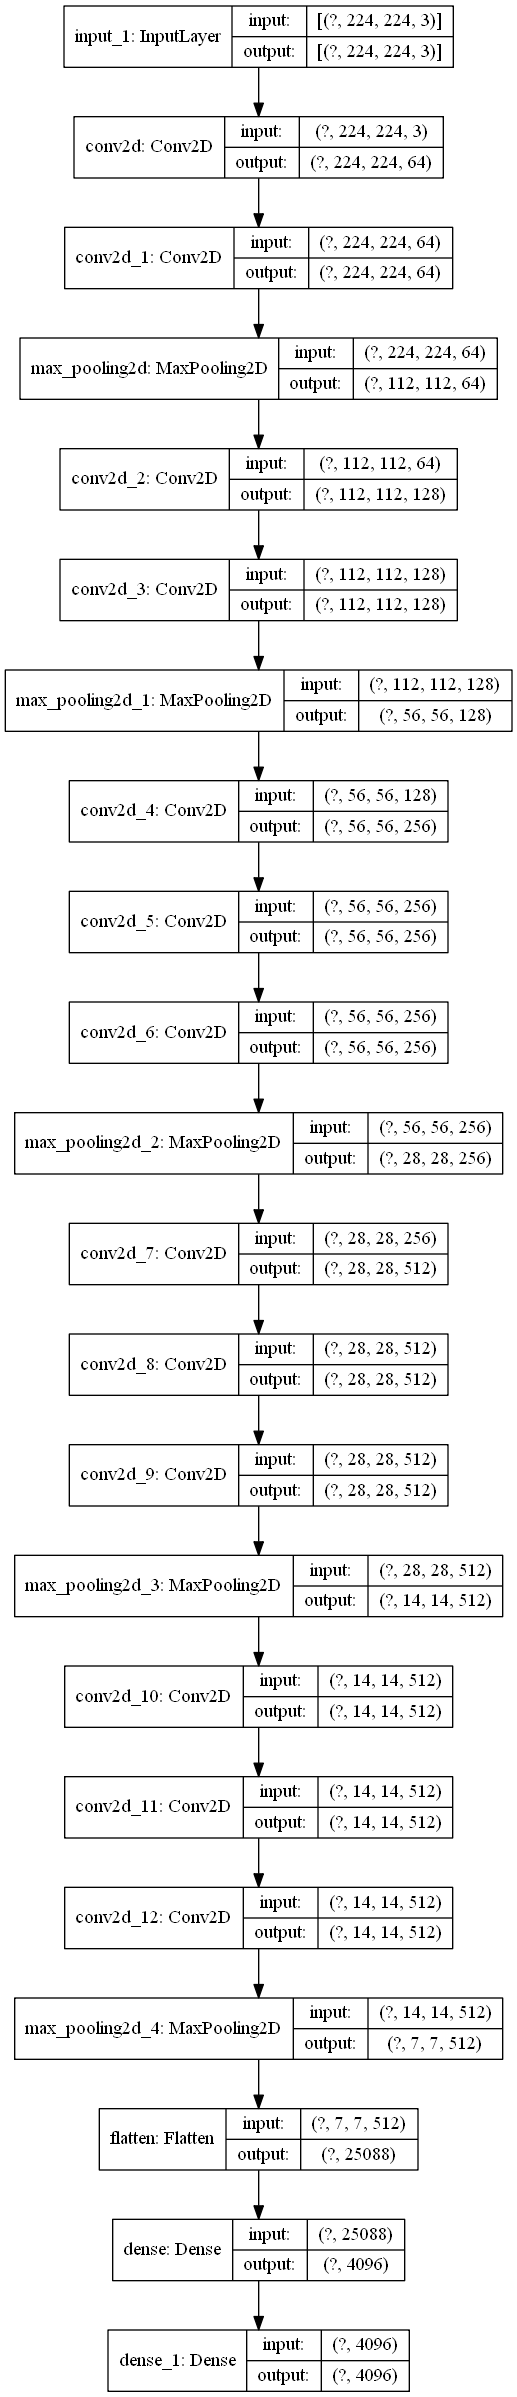 input_1: InputLayer
input: [(?, 224, 224, 3)]
output: [(?, 224, 224, 3)]
conv2d: Conv2D
input: (?, 224, 224, 3)
output: (?, 224, 224, 64)
conv2d_1: Conv2D
input: (?, 224, 224, 64)
output: (?, 224, 224, 64)
max_pooling2d: MaxPooling2D
input: (?, 224, 224, 64)
output: (?, 112, 112, 64)
conv2d_2: Conv2D
input: (?, 112, 112, 64)
output: (?, 112, 112, 128)
conv2d_3: Conv2D
input: (?, 112, 112, 128)
output: (?, 112, 112, 128)
max_pooling2d_1: MaxPooling2D
input: (?, 112, 112, 128)
output: (?, 56, 56, 128)
conv2d_4: Conv2D
input: (?, 56, 56, 128)
output: (?, 56, 56, 256)
conv2d_5: Conv2D
input: (?, 56, 56, 256)
output: (?, 56, 56, 256)
conv2d_6: Conv2D
input: (?, 56, 56, 256)
output: (?, 56, 56, 256)
max_pooling2d_2: MaxPooling2D
input: (?, 56, 56, 256)
output: (?, 28, 28, 256)
conv2d_7: Conv2D
input: (?, 28, 28, 256)
output: (?, 28, 28, 512)
conv2d_8: Conv2D
input: (?, 28, 28, 512)
output: (?, 28, 28, 512)
conv2d_9: Conv2D
input: (?, 28, 28, 512)
output: (?, 28, 28, 512)
max_pooling2d_3: MaxPooling2D
input: (?, 28, 28, 512)
output: (?, 14, 14, 512)
conv2d_10: Conv2D
input: (?, 14, 14, 512)
output: (?, 14, 14, 512)
conv2d_11: Conv2D
input: (?, 14, 14, 512)
output: (?, 14, 14, 512)
conv2d_12: Conv2D
input: (?, 14, 14, 512)
output: (?, 14, 14, 512)
max_pooling2d_4: MaxPooling2D
input: (?, 14, 14, 512)
output: (?, 7, 7, 512)
flatten: Flatten
input: (?, 7, 7, 512)
output: (?, 25088)
dense: Dense
input: (?, 25088)
output: (?, 4096)
dense_1: Dense
input: (?, 4096)
output: (?, 4096)